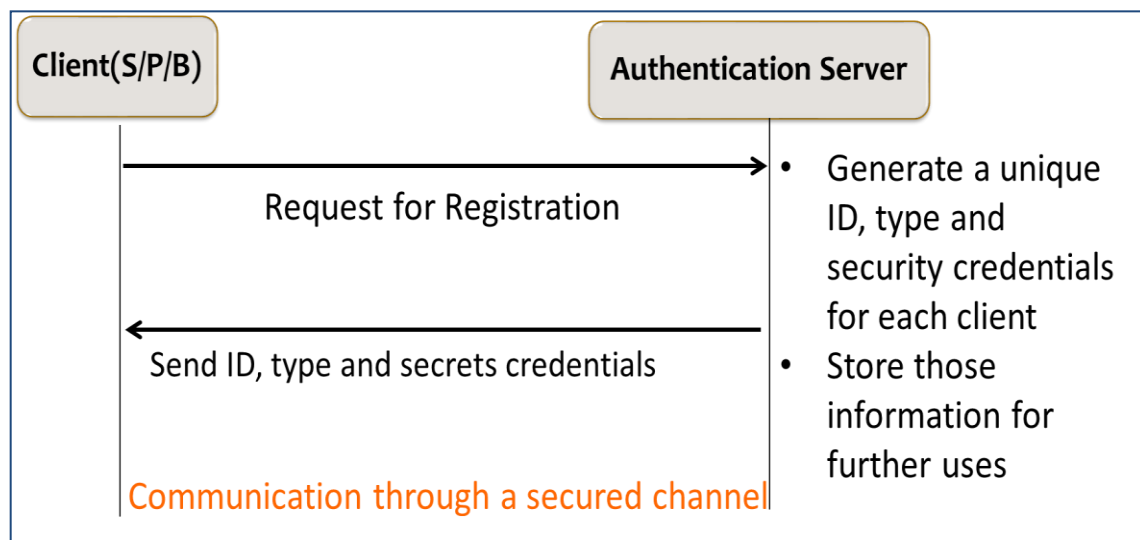 Client(S/P/B)
Authentication Server
Request for Registration
Send ID, type and secrets credentials
• Generate a unique
ID, type and
security credentials
for each client
• Store those
information for
further uses
Communication through a secured channel